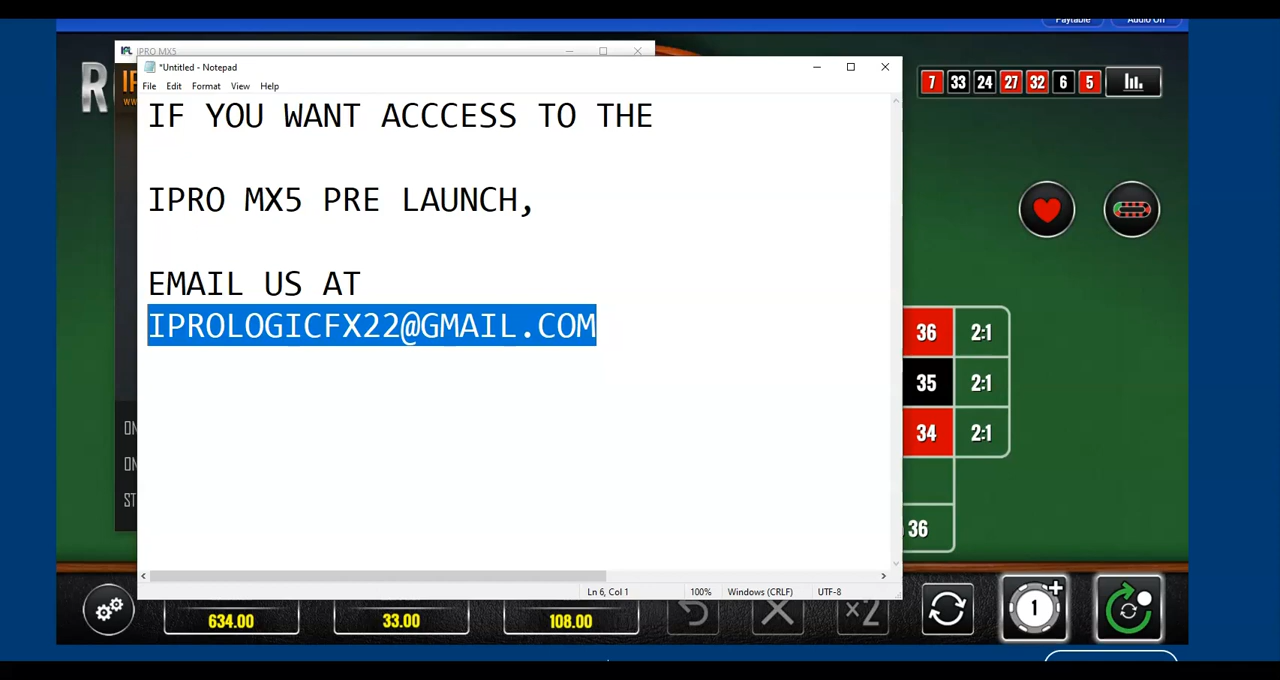 Paytable Audio Off
IPRO MX5
*Untitled - Notepad
File Edit Format View Help
7 33 24 27 32 6 5
IF YOU WANT ACCCESS TO THE
IPRO MX5 PRE LAUNCH,
EMAIL US AT
IPROLOGICFX22@GMAIL.COM
36 2:1
35 2:1
34 2:1
36
Ln 6, Col 1 100% Windows (CRLF) UTF-8
634.00 33.00 108.00 ×2 1